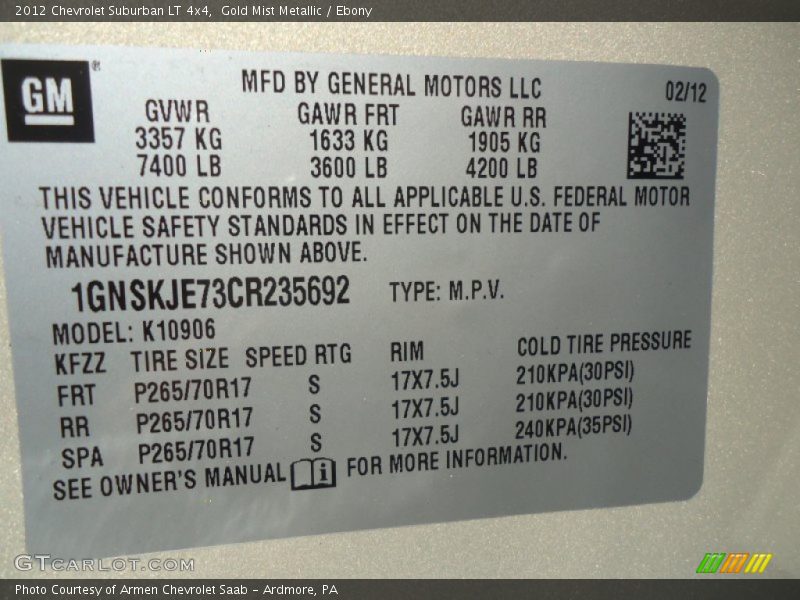 2012 Chevrolet Suburban LT 4x4, Gold Mist Metallic / Ebony
GM®
MFD BY GENERAL MOTORS LLC
02/12
GVWR GAWR FRT GAWR RR
3357 KG 1633 KG 1905 KG
7400 LB 3600 LB 4200 LB
THIS VEHICLE CONFORMS TO ALL APPLICABLE U.S. FEDERAL MOTOR
VEHICLE SAFETY STANDARDS IN EFFECT ON THE DATE OF
MANUFACTURE SHOWN ABOVE.
1GNSKJE73CR235692 TYPE: M.P.V.
MODEL: K10906
KFZZ TIRE SIZE SPEED RTG RIM COLD TIRE PRESSURE
FRT P265/70R17 S 17X7.5J 210KPA(30PSI)
RR P265/70R17 S 17X7.5J 210KPA(30PSI)
SPA P265/70R17 S 17X7.5J 240KPA(35PSI)
SEE OWNER'S MANUAL i FOR MORE INFORMATION.
GTCARLOT.COM
Photo Courtesy of Armen Chevrolet Saab - Ardmore, PA